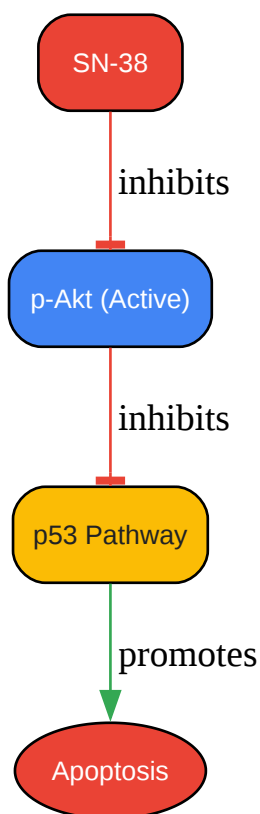 SN-38
inhibits
p-Akt (Active)
inhibits
p53 Pathway
promotes
Apoptosis